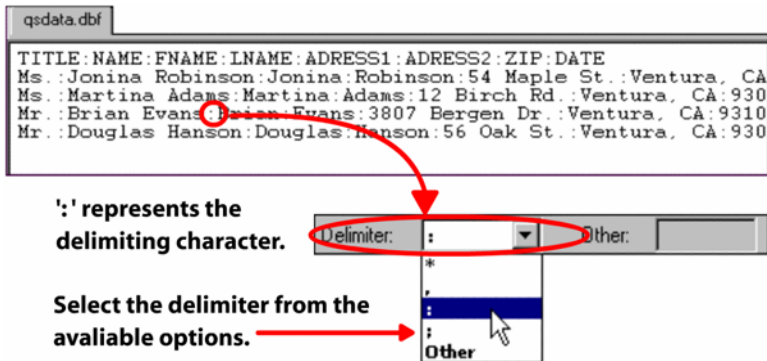 qsdata.dbf
TITLE:NAME:FNAME:LNAME:ADRESS1:ADRESS2:ZIP:DATE
Ms.:Jonina Robinson:Jonina:Robinson:54 Maple St.:Ventura, CA
Ms.:Martina Adams:Martina:Adams:12 Birch Rd.:Ventura, CA:930
Mr.:Brian Evans:Brian:Evans:3807 Bergen Dr.:Ventura, CA:9310
Mr.:Douglas Hanson:Douglas:Hanson:56 Oak St.:Ventura, CA:930
':' represents the
delimiting character.
Delimiter: : Other:
*
,
:
;
Other
Select the delimiter from the
avaliable options.